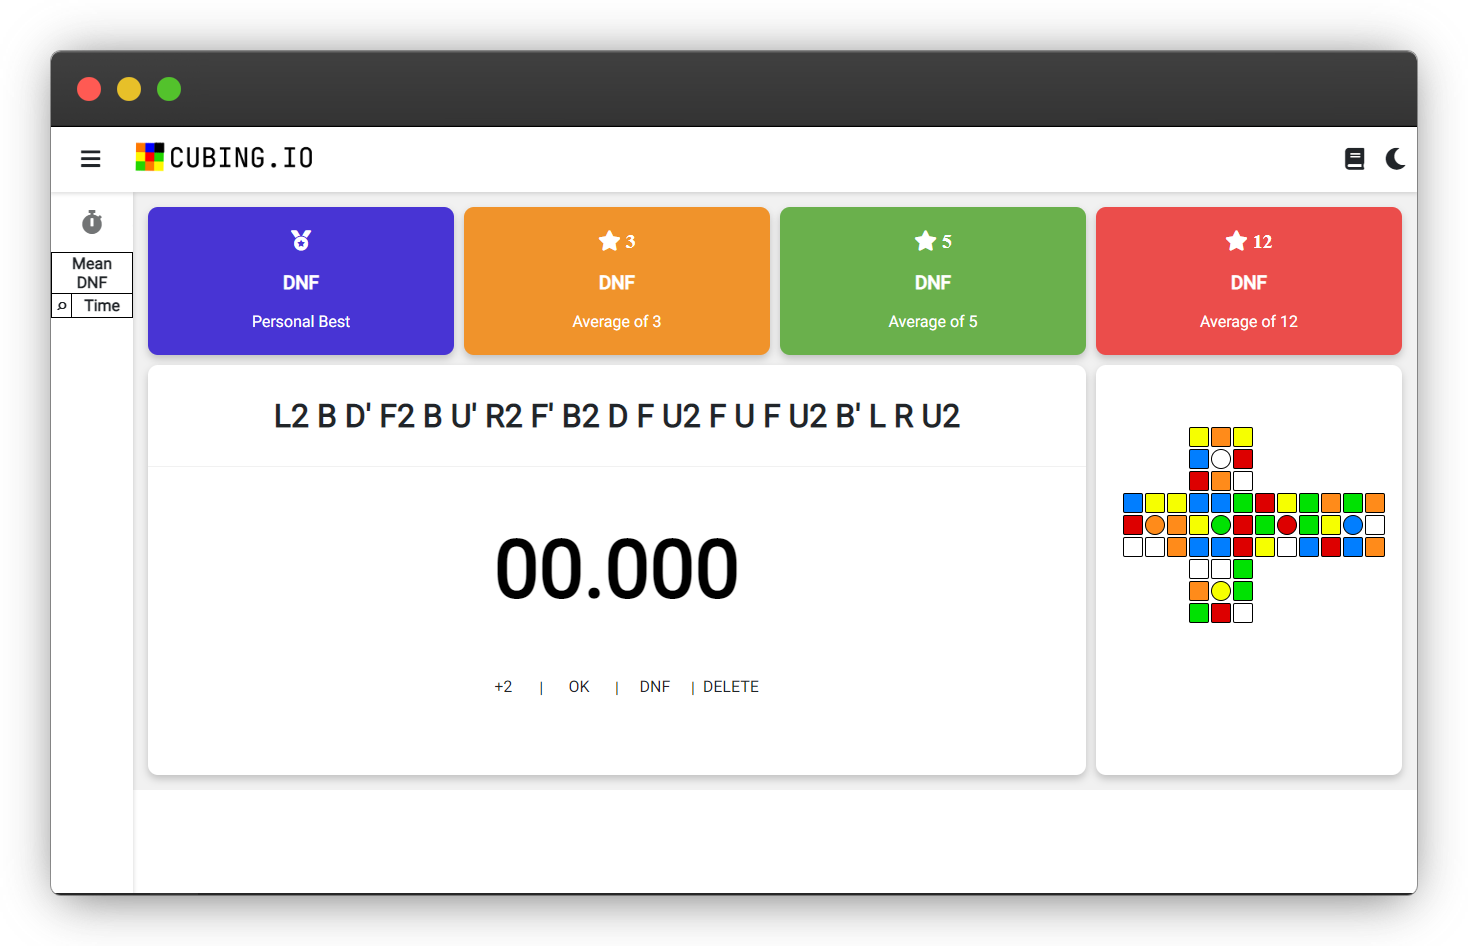 CUBING.IO
Mean
DNF
Time
3
DNF
Personal Best
DNF
Average of 3
5
DNF
Average of 5
12
DNF
Average of 12
L2 B D' F2 B U' R2 F' B2 D F U2 F U F U2 B' L R U2
00.000
+2 | OK | DNF | DELETE